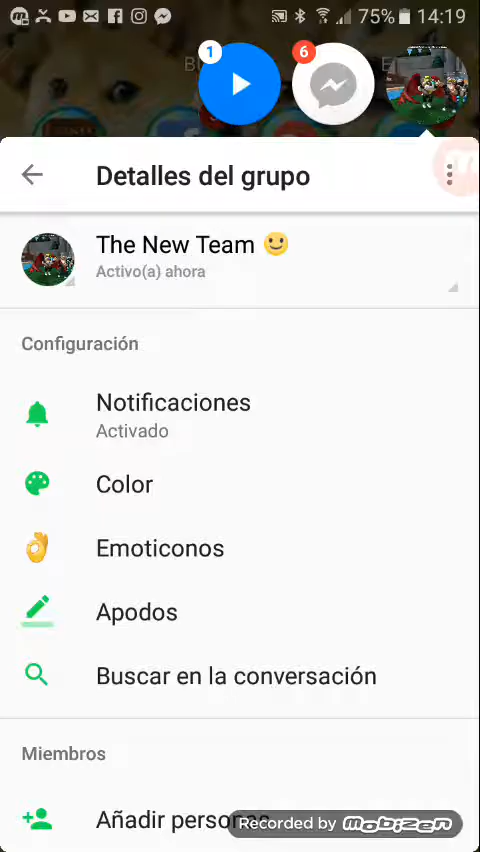 75% 14:19
1
6
Detalles del grupo
The New Team
Activo(a) ahora
Configuración
Notificaciones
Activado
Color
Emoticonos
Apodos
Buscar en la conversación
Miembros
Añadir
Recorded by mobizen